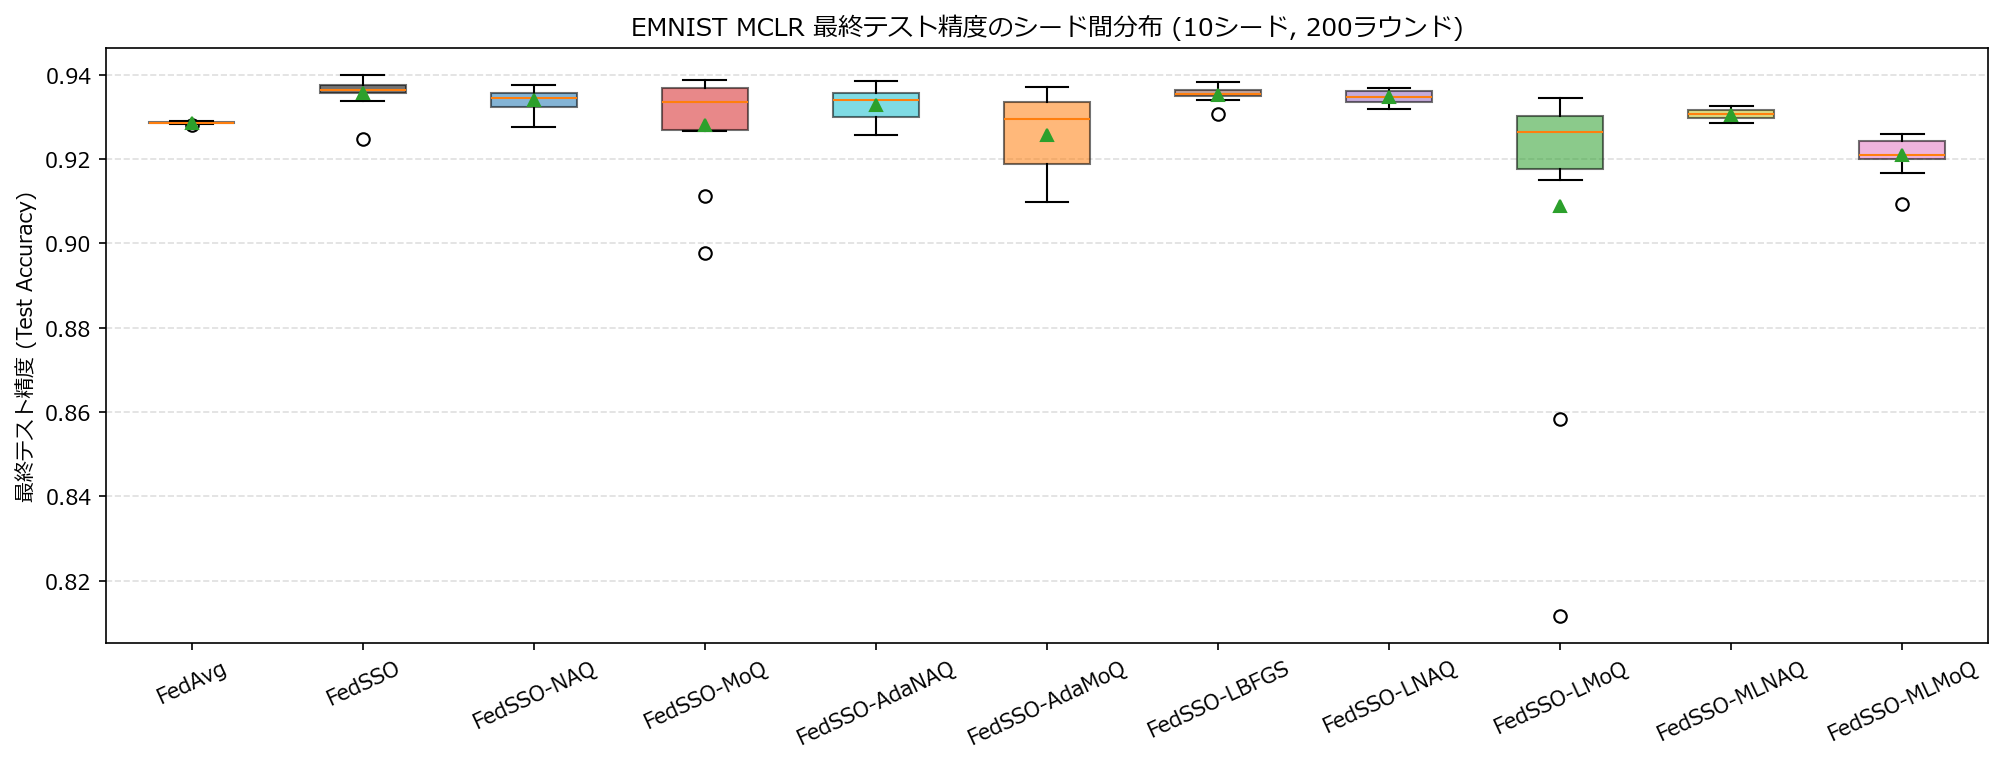 EMNIST MCLR 最終テスト精度のシード間分布 (10シード, 200ラウンド)
最終テスト精度 (Test Accuracy)
0.94
0.92
0.90
0.88
0.86
0.84
0.82
FedAvg
FedSSO
FedSSO-NAQ
FedSSO-MoQ
FedSSO-AdaNAQ
FedSSO-AdaMoQ
FedSSO-LBFGS
FedSSO-LNAQ
FedSSO-LMoQ
FedSSO-MLNAQ
FedSSO-MLMoQ